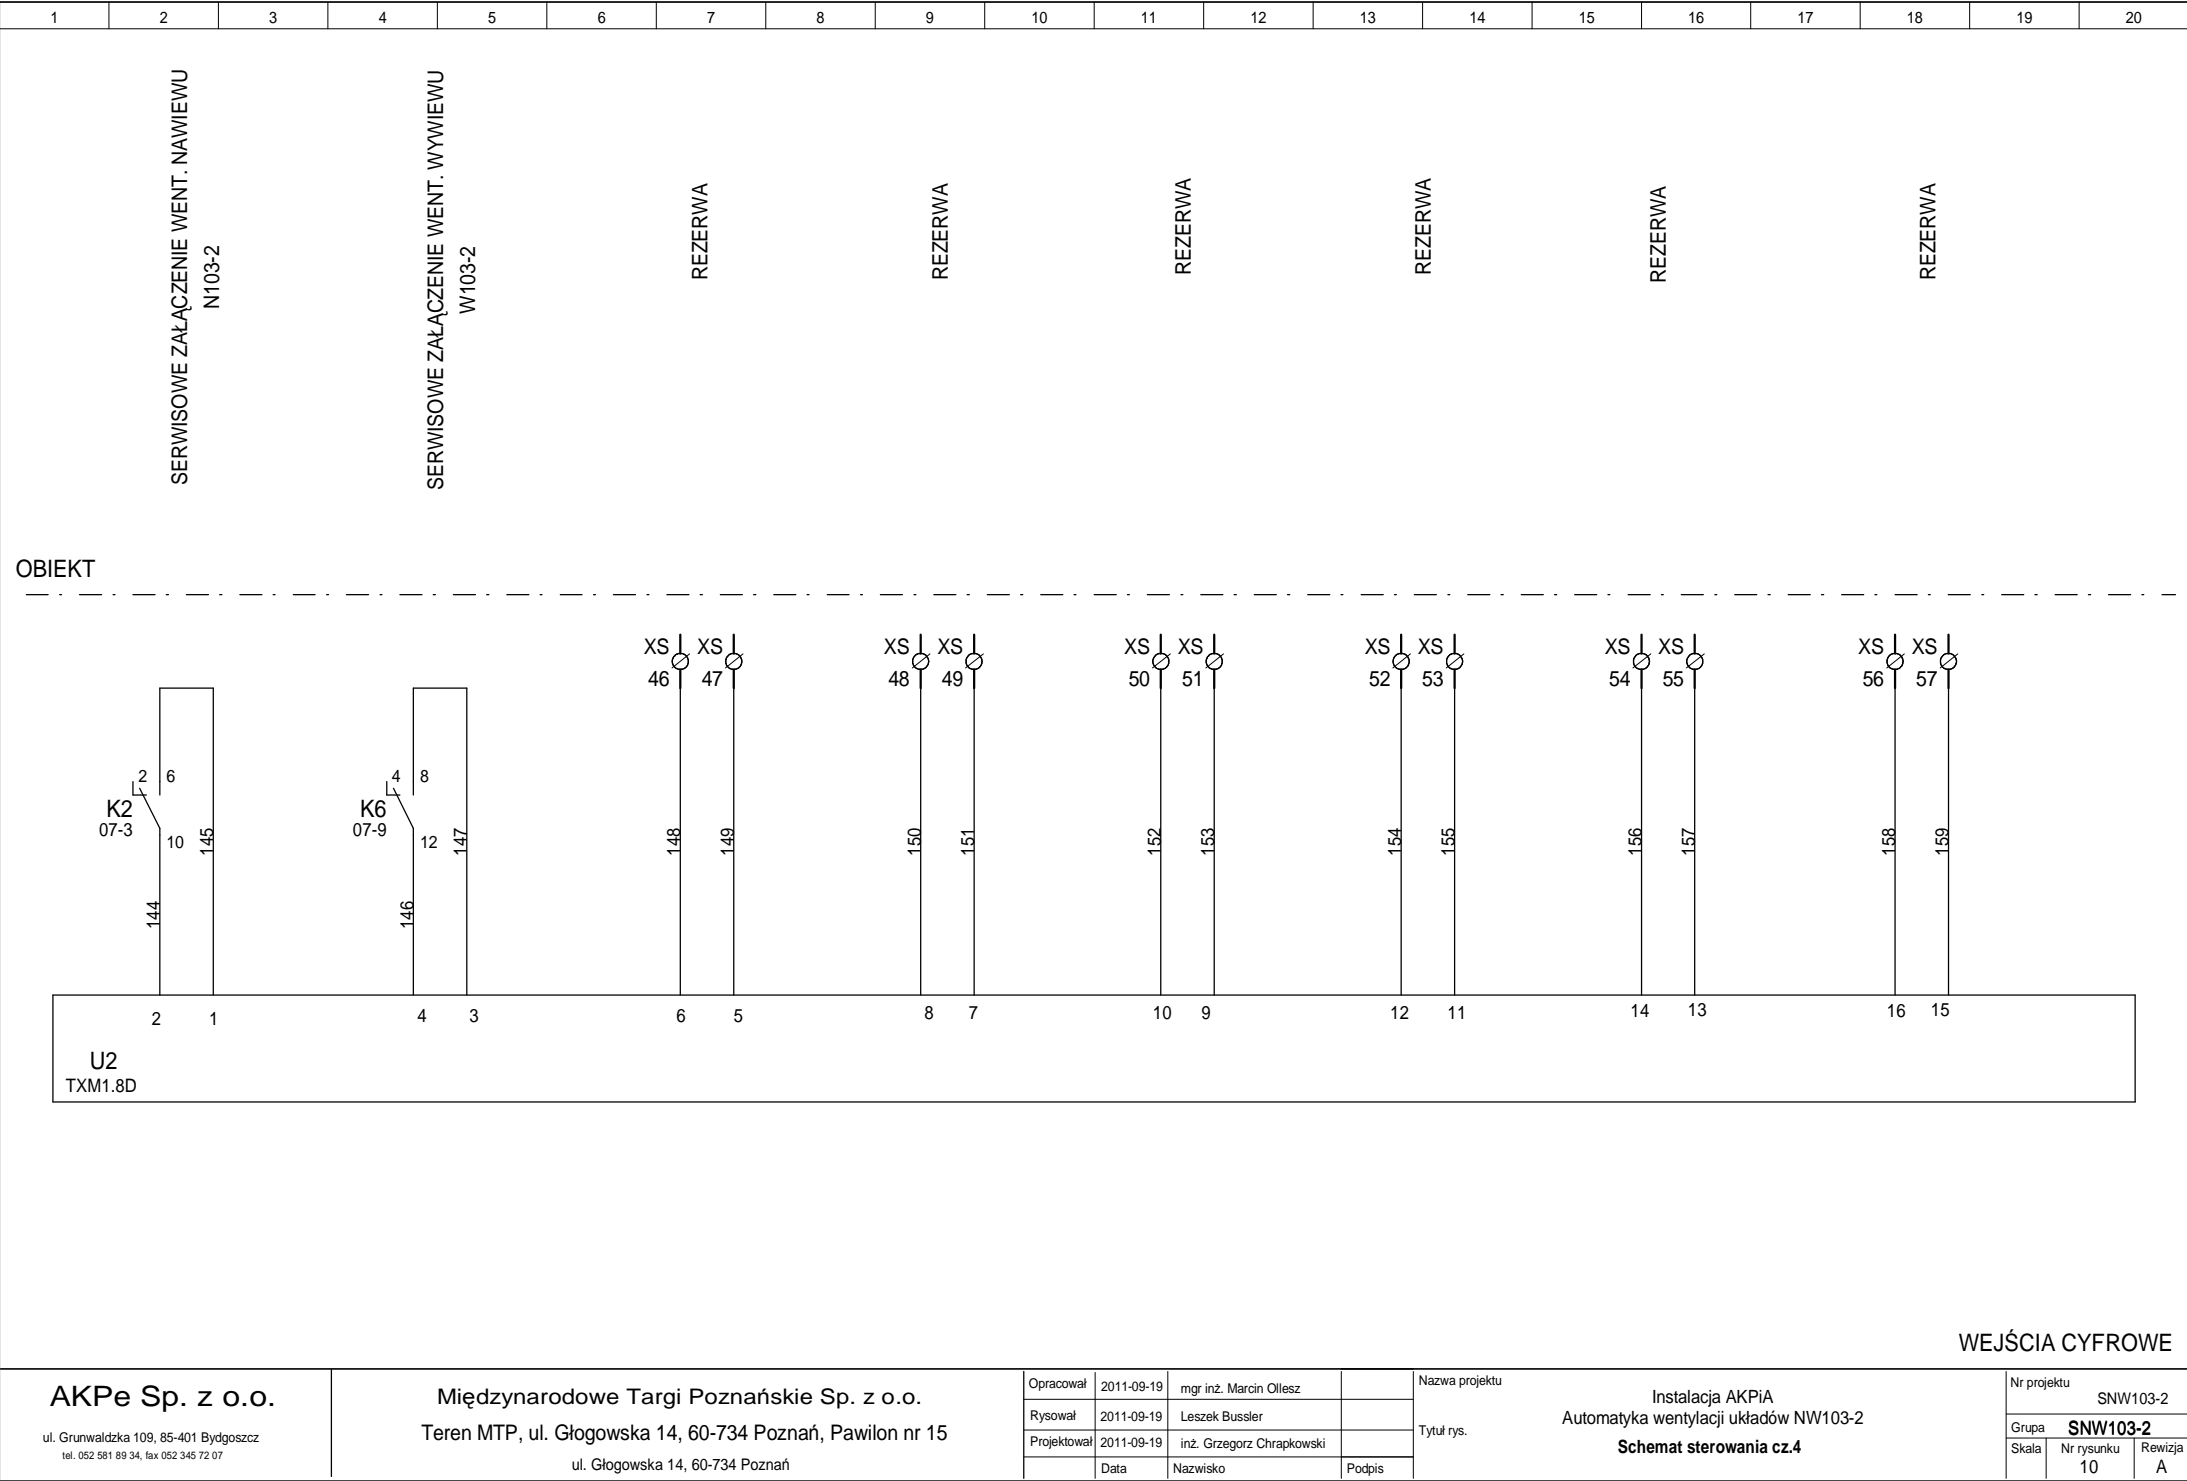 1 2 3 4 5 6 7 8 9 10 11 12 13 14 15 16 17 18 19 20
SERWISOWE ZAŁĄCZENIE WENT. NAWIEWU
N103-2
SERWISOWE ZAŁĄCZENIE WENT. WYWIEWU
W103-2
REZERWA
REZERWA
REZERWA
REZERWA
REZERWA
REZERWA
OBIEKT
XS XS XS XS XS XS XS XS XS XS XS XS
46 47 48 49 50 51 52 53 54 55 56 57
2 6 4 8
K2 K6
07-3 07-9
10 145 12 147 148 149 150 151 152 153 154 155 156 157 158 159
144 146
2 1 4 3 6 5 8 7 10 9 12 11 14 13 16 15
U2
TXM1.8D
WEJŚCIA CYFROWE
AKPe Sp. z o.o.
ul. Grunwaldzka 109, 85-401 Bydgoszcz
tel. 052 581 89 34, fax 052 345 72 07
Międzynarodowe Targi Poznańskie Sp. z o.o.
Teren MTP, ul. Głogowska 14, 60-734 Poznań, Pawilon nr 15
ul. Głogowska 14, 60-734 Poznań
Opracował 2011-09-19 mgr inż. Marcin Ollesz
Rysował 2011-09-19 Leszek Bussler
Projektował 2011-09-19 inż. Grzegorz Chrapkowski
Data Nazwisko Podpis
Nazwa projektu
Instalacja AKPiA
Automatyka wentylacji układów NW103-2
Tytuł rys.
Schemat sterowania cz.4
Nr projektu
SNW103-2
Grupa SNW103-2
Skala Nr rysunku Rewizja
10 A